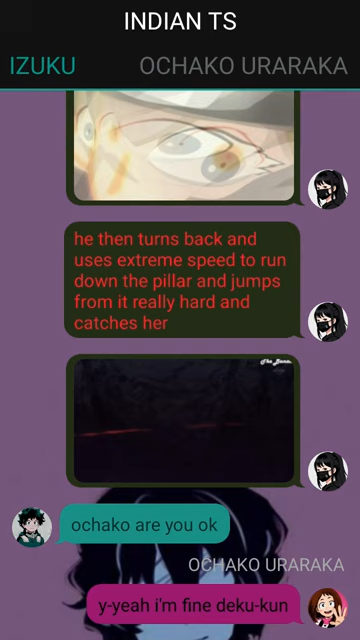 INDIAN TS
IZUKU
OCHAKO URARAKA
he then turns back and
uses extreme speed to run
down the pillar and jumps
from it really hard and
catches her
ochako are you ok
OCHAKO URARAKA
y-yeah i'm fine deku-kun